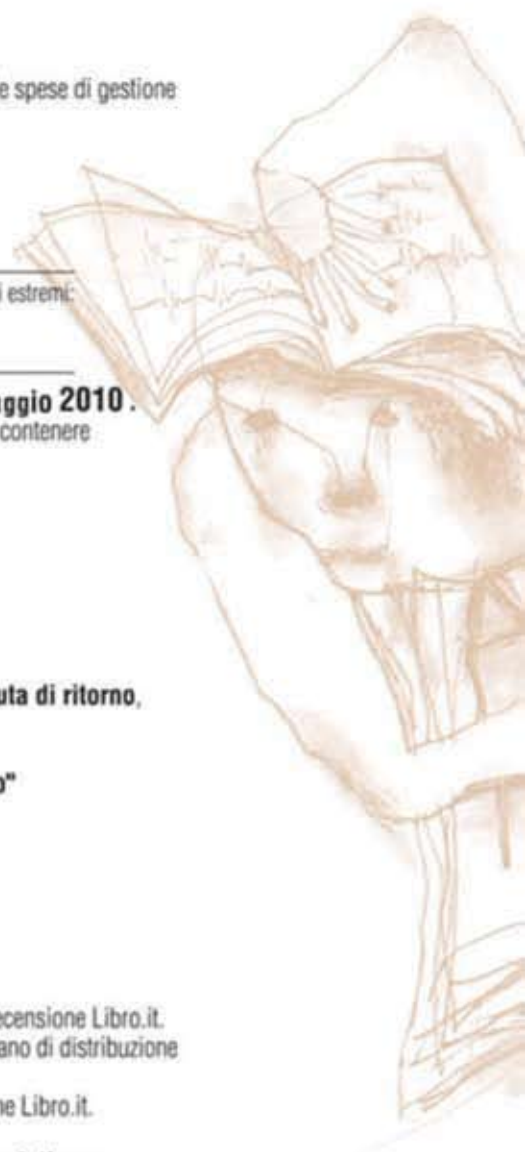 e spese di gestione
i estremi:
ggio 2010.
contenere
uta di ritorno,
o"
ecensione Libro.it.
ano di distribuzione
ne Libro.it.